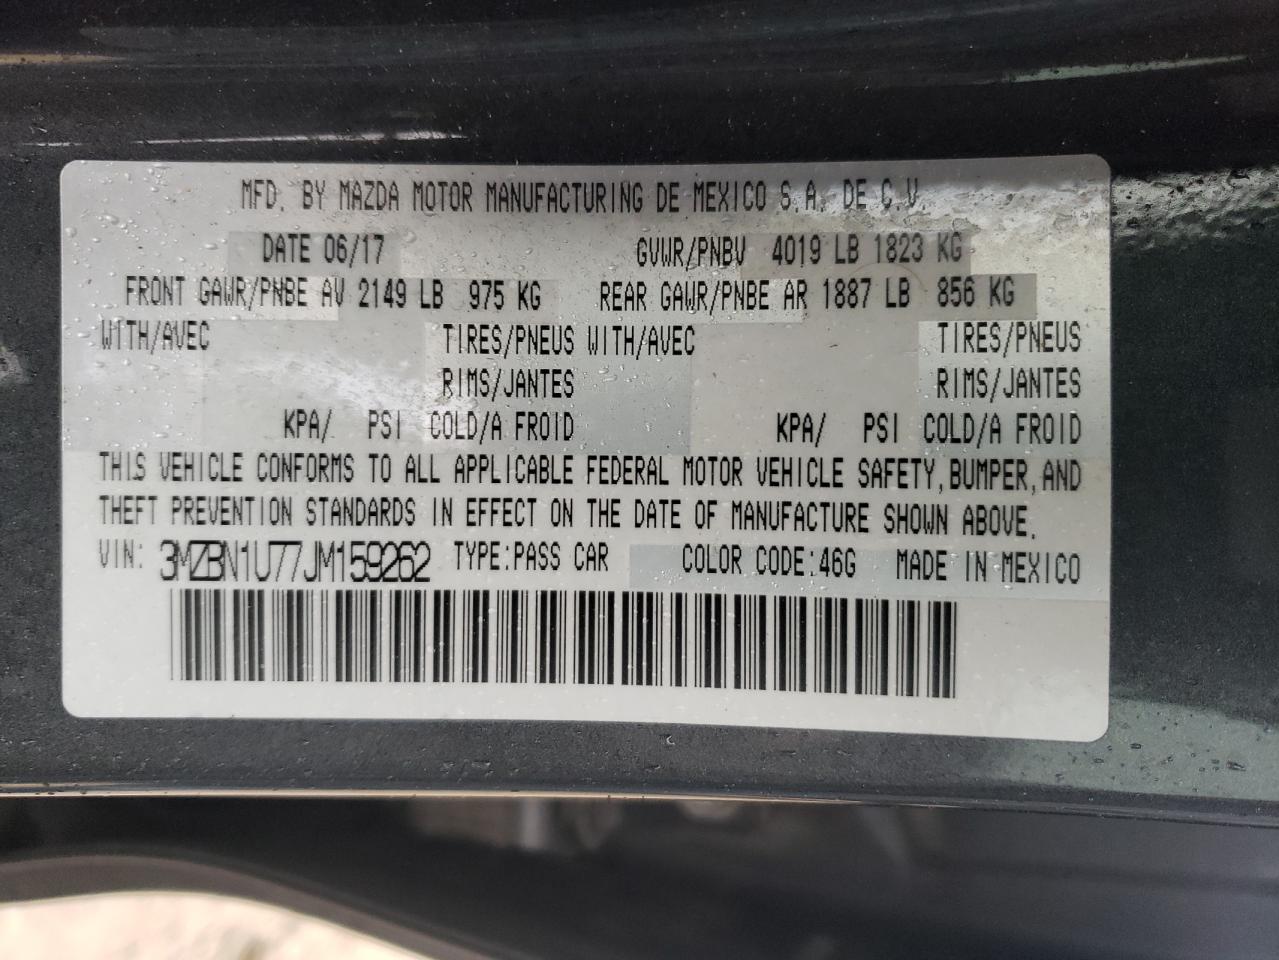 MFD. BY MAZDA MOTOR MANUFACTURING DE MEXICO S.A. DE C.V.
DATE 06/17 GVWR/PNBV 4019 LB 1823 KG
FRONT GAWR/PNBE AV 2149 LB 975 KG REAR GAWR/PNBE AR 1887 LB 856 KG
WITH/AVEC TIRES/PNEUS WITH/AVEC TIRES/PNEUS
RIMS/JANTES RIMS/JANTES
KPA/ PSI COLD/A FROID KPA/ PSI COLD/A FROID
THIS VEHICLE CONFORMS TO ALL APPLICABLE FEDERAL MOTOR VEHICLE SAFETY, BUMPER, AND
THEFT PREVENTION STANDARDS IN EFFECT ON THE DATE OF MANUFACTURE SHOWN ABOVE.
VIN: 3MZBN1U77JM159262 TYPE:PASS CAR COLOR CODE:46G MADE IN MEXICO